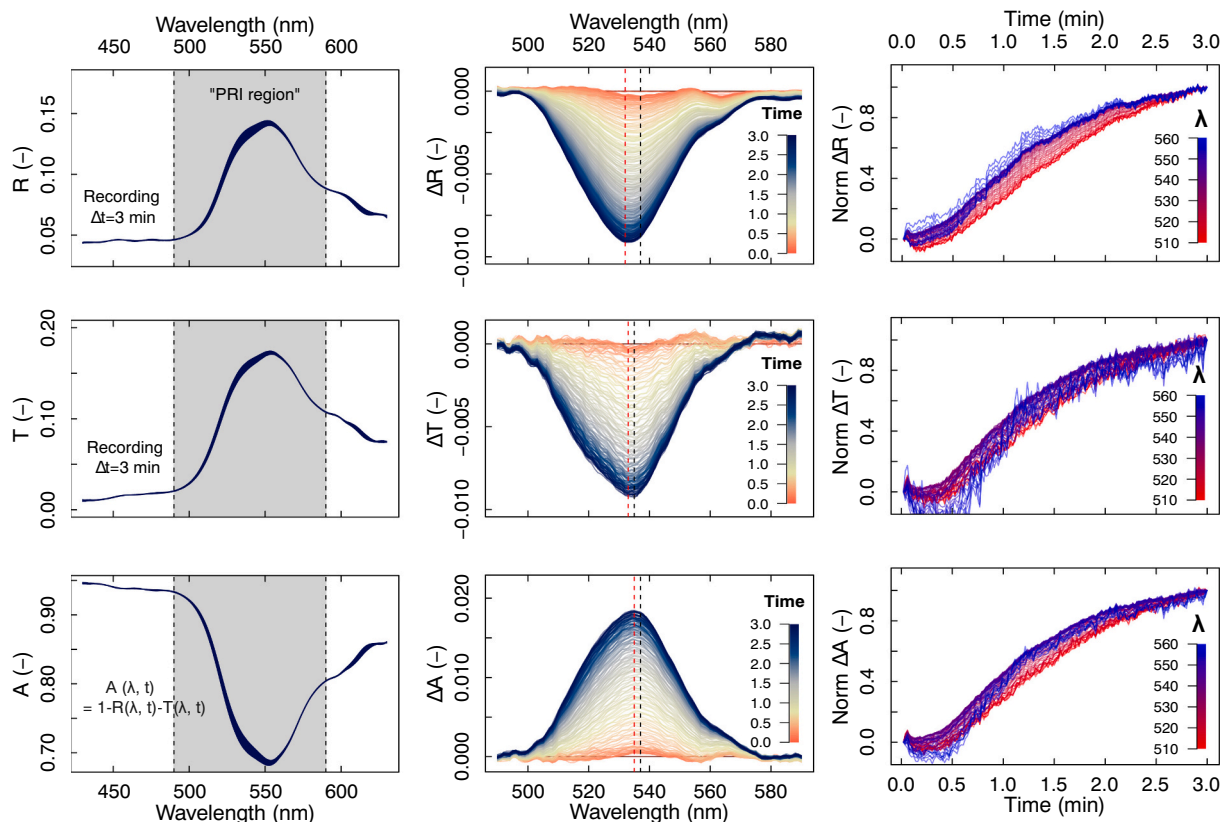 Wavelength (nm)
450 500 550 600
R (–)
0.05 0.10 0.15
"PRI region"
Recording
Δt=3 min
Wavelength (nm)
500 520 540 560 580
ΔR (–)
−0.010 −0.005 0.000
Time
3.0
2.5
2.0
1.5
1.0
0.5
0.0
Time (min)
0.0 0.5 1.0 1.5 2.0 3.0
Norm ΔR (–)
0.0 0.4 0.8
λ
560
550
540
530
520
510
T (–)
0.00 0.10 0.20
Recording
Δt=3 min
ΔT (–)
−0.010 −0.005 0.000
Time
3.0
2.5
2.0
1.5
1.0
0.5
0.0
Norm ΔT (–)
0.0 0.4 0.8
λ
560
550
540
530
520
510
A (–)
0.70 0.80 0.90
A (λ, t)
= 1-R(λ, t)-T(λ, t)
450 500 550 600
Wavelength (nm)
ΔA (–)
0.000 0.010 0.020
Time
3.0
2.5
2.0
1.5
1.0
0.5
0.0
500 520 540 560 580
Wavelength (nm)
Norm ΔA (–)
0.0 0.4 0.8
λ
560
550
540
530
520
510
0.0 0.5 1.0 1.5 2.0 3.0
Time (min)